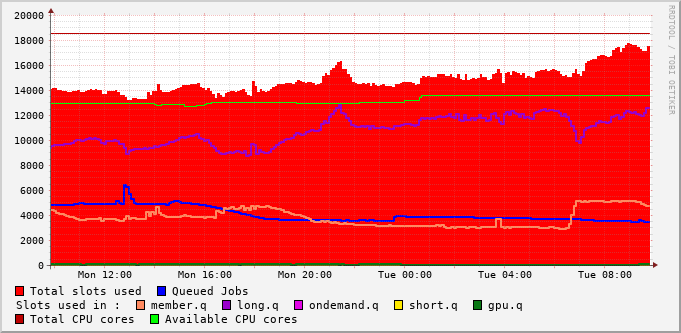 20000
18000
16000
14000
12000
10000
8000
6000
4000
2000
0
Mon 12:00 Mon 16:00 Mon 20:00 Tue 00:00 Tue 04:00 Tue 08:00
Total slots used Queued Jobs
Slots used in : member.q long.q ondemand.q short.q gpu.q
Total CPU cores Available CPU cores
RRDTOOL / TOBI OETIKER